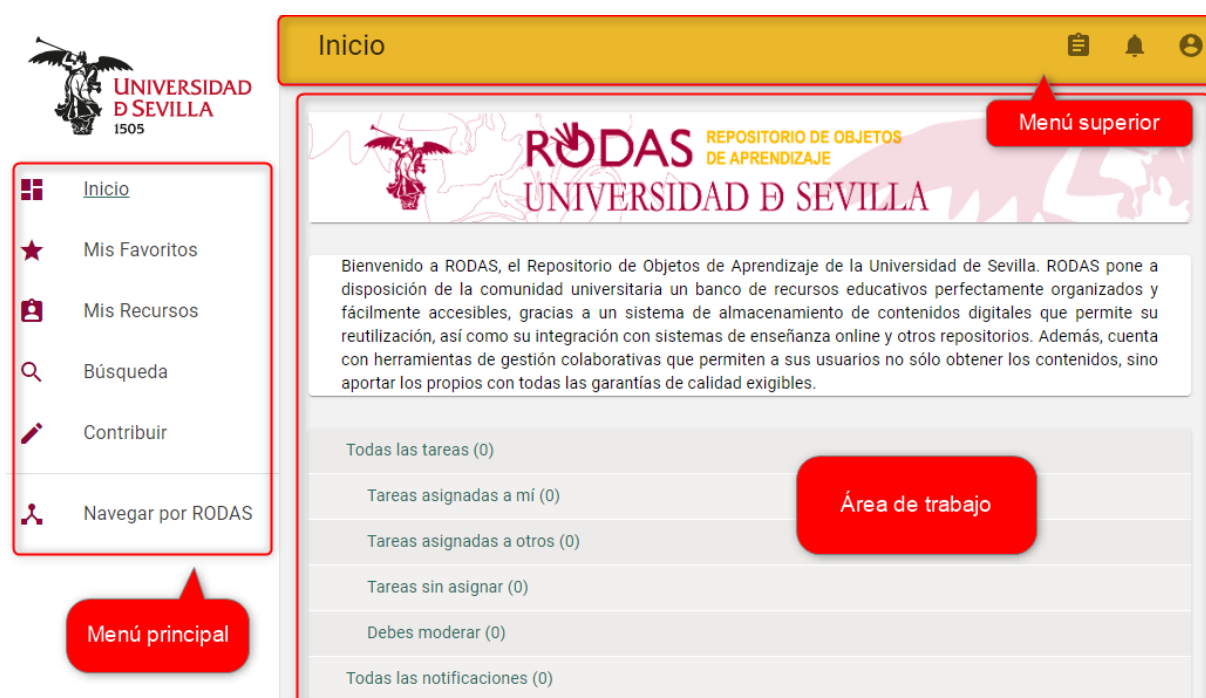 UNIVERSIDAD
Đ SEVILLA
1505
Inicio
Mis Favoritos
Mis Recursos
Búsqueda
Contribuir
Navegar por RODAS
Menú principal
Inicio
Menú superior
RODAS REPOSITORIO DE OBJETOS
DE APRENDIZAJE
UNIVERSIDAD Đ SEVILLA
Bienvenido a RODAS, el Repositorio de Objetos de Aprendizaje de la Universidad de Sevilla. RODAS pone a
disposición de la comunidad universitaria un banco de recursos educativos perfectamente organizados y
fácilmente accesibles, gracias a un sistema de almacenamiento de contenidos digitales que permite su
reutilización, así como su integración con sistemas de enseñanza online y otros repositorios. Además, cuenta
con herramientas de gestión colaborativas que permiten a sus usuarios no sólo obtener los contenidos, sino
aportar los propios con todas las garantías de calidad exigibles.
Todas las tareas (0)
Tareas asignadas a mí (0)
Tareas asignadas a otros (0)
Tareas sin asignar (0)
Debes moderar (0)
Todas las notificaciones (0)
Área de trabajo